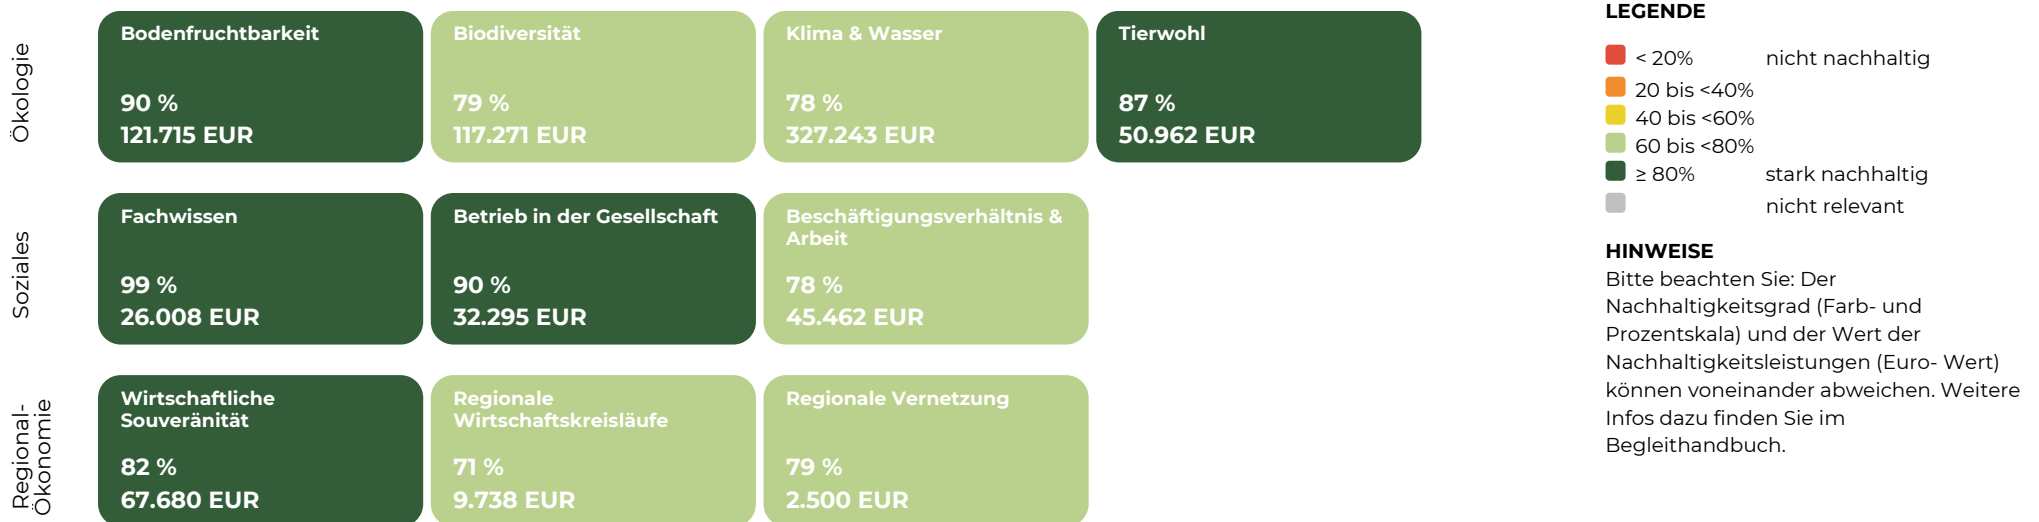 Ökologie
Bodenfruchtbarkeit
90 %
121.715 EUR
Biodiversität
79 %
117.271 EUR
Klima & Wasser
78 %
327.243 EUR
Tierwohl
87 %
50.962 EUR
Soziales
Fachwissen
99 %
26.008 EUR
Betrieb in der Gesellschaft
90 %
32.295 EUR
Beschäftigungsverhältnis &
Arbeit
78 %
45.462 EUR
Regional-
Ökonomie
Wirtschaftliche
Souveränität
82 %
67.680 EUR
Regionale
Wirtschaftskreisläufe
71 %
9.738 EUR
Regionale Vernetzung
79 %
2.500 EUR
LEGENDE
< 20% nicht nachhaltig
20 bis <40%
40 bis <60%
60 bis <80%
≥ 80% stark nachhaltig
nicht relevant
HINWEISE
Bitte beachten Sie: Der
Nachhaltigkeitsgrad (Farb- und
Prozentskala) und der Wert der
Nachhaltigkeitsleistungen (Euro- Wert)
können voneinander abweichen. Weitere
Infos dazu finden Sie im
Begleithandbuch.